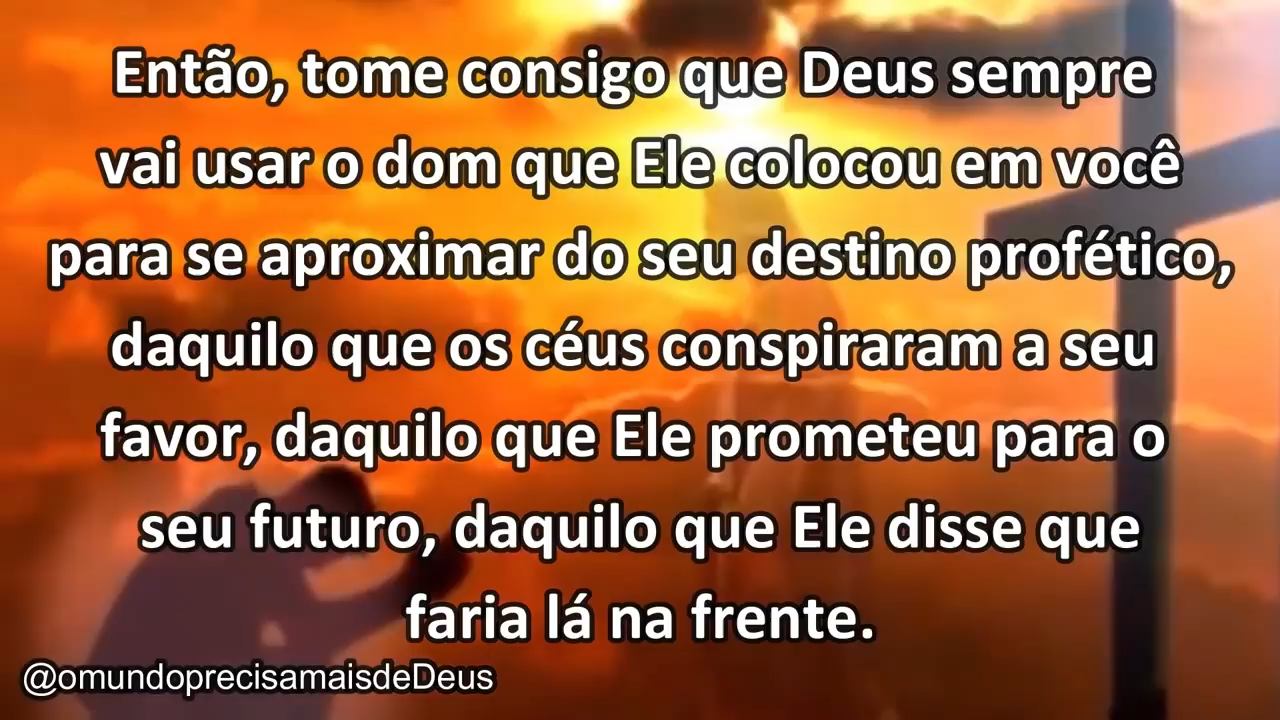 Então, tome consigo que Deus sempre
vai usar o dom que Ele colocou em você
para se aproximar do seu destino profético,
daquilo que os céus conspiraram a seu
favor, daquilo que Ele prometeu para o
seu futuro, daquilo que Ele disse que
faria lá na frente.
@omundoprecisamaisdeDeus